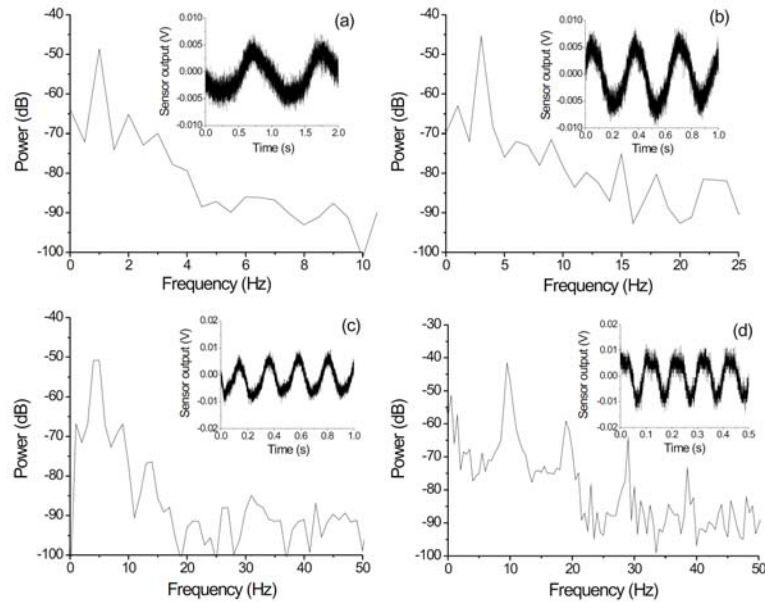 (a)
Power (dB)
-40
-50
-60
-70
-80
-90
-100
0 2 4 6 8 10
Frequency (Hz)
Sensor output (V)
0.010
0.005
0.000
-0.005
-0.010
0.0 0.5 1.0 1.5 2.0
Time (s)
(b)
Power (dB)
-40
-50
-60
-70
-80
-90
-100
0 5 10 15 20 25
Frequency (Hz)
Sensor output (V)
0.010
0.005
0.000
-0.005
-0.010
0.0 0.2 0.4 0.6 0.8 1.0
Time (s)
(c)
Power (dB)
-40
-50
-60
-70
-80
-90
-100
0 10 20 30 40 50
Frequency (Hz)
Sensor output (V)
0.02
0.01
0.00
-0.01
-0.02
0.0 0.2 0.4 0.6 0.8 1.0
Time (s)
(d)
Power (dB)
-30
-40
-50
-60
-70
-80
-90
-100
0 10 20 30 40 50
Frequency (Hz)
Sensor output (V)
0.02
0.01
0.00
-0.01
-0.02
0.0 0.1 0.2 0.3 0.4 0.5
Time (s)